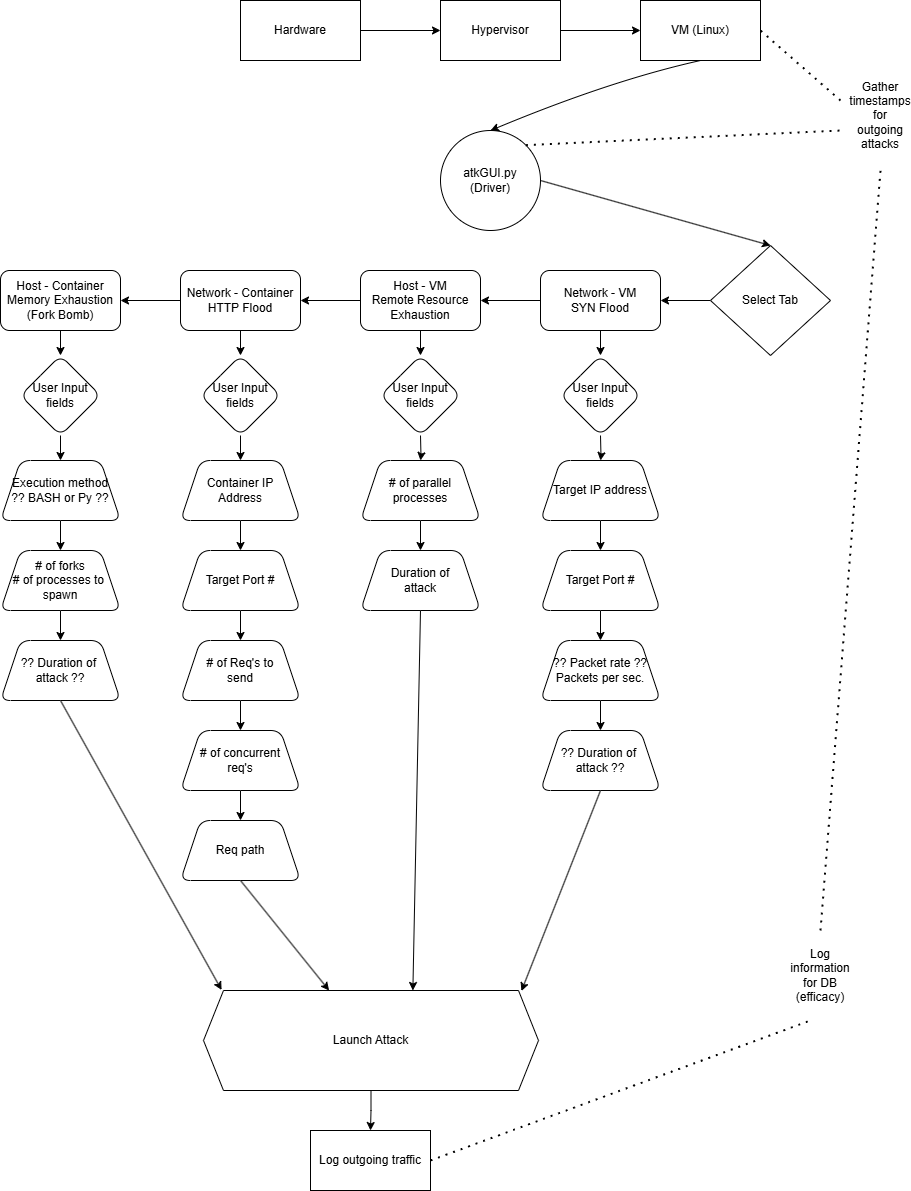 Hardware
Hypervisor
VM (Linux)
Gather
timestamps
for
outgoing
attacks
atkGUI.py
(Driver)
Select Tab
Host - Container
Memory Exhaustion
(Fork Bomb)
Network - Container
HTTP Flood
Host - VM
Remote Resource
Exhaustion
Network - VM
SYN Flood
User Input
fields
User Input
fields
User Input
fields
User Input
fields
Execution method
?? BASH or Py ??
Container IP
Address
# of parallel
processes
Target IP address
# of forks
# of processes to
spawn
Target Port #
Duration of
attack
Target Port #
?? Duration of
attack ??
# of Req's to
send
?? Packet rate ??
Packets per sec.
# of concurrent
req's
?? Duration of
attack ??
Req path
Log
information
for DB
(efficacy)
Launch Attack
Log outgoing traffic